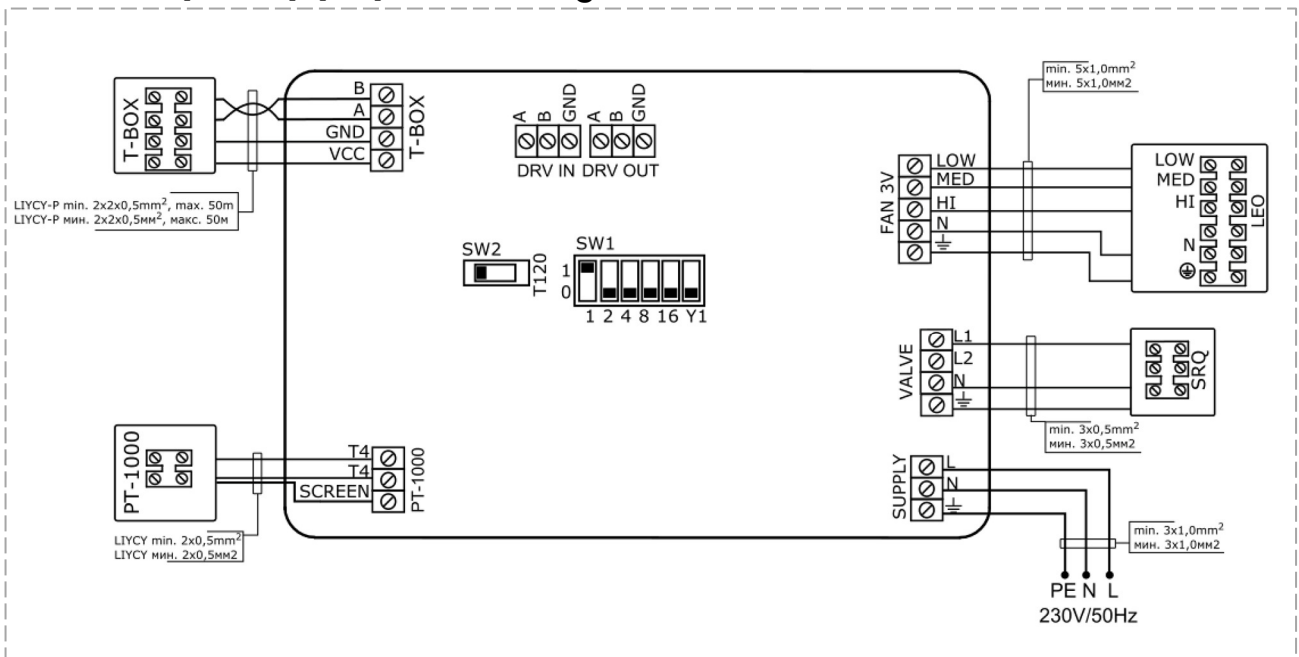 T-BOX
B
A
GND
VCC
T-BOX
LIYCY-P min. 2x2x0,5mm², max. 50m
LIYCY-P мин. 2x2x0,5мм², макс. 50м
A B GND A B GND
DRV IN DRV OUT
SW2
T120
SW1
1
0
1 2 4 8 16 Y1
min. 5x1,0mm²
мин. 5x1,0мм2
FAN 3V
LOW
MED
HI
N
LOW
MED
HI
N
LEO
VALVE
L1
L2
N
SRQ
min. 3x0,5mm²
мин. 3x0,5мм2
PT-1000
T4
T4
SCREEN
PT-1000
LIYCY min. 2x0,5mm²
LIYCY мин. 2x0,5мм2
SUPPLY
L
N
min. 3x1,0mm²
мин. 3x1,0мм2
PE N L
230V/50Hz